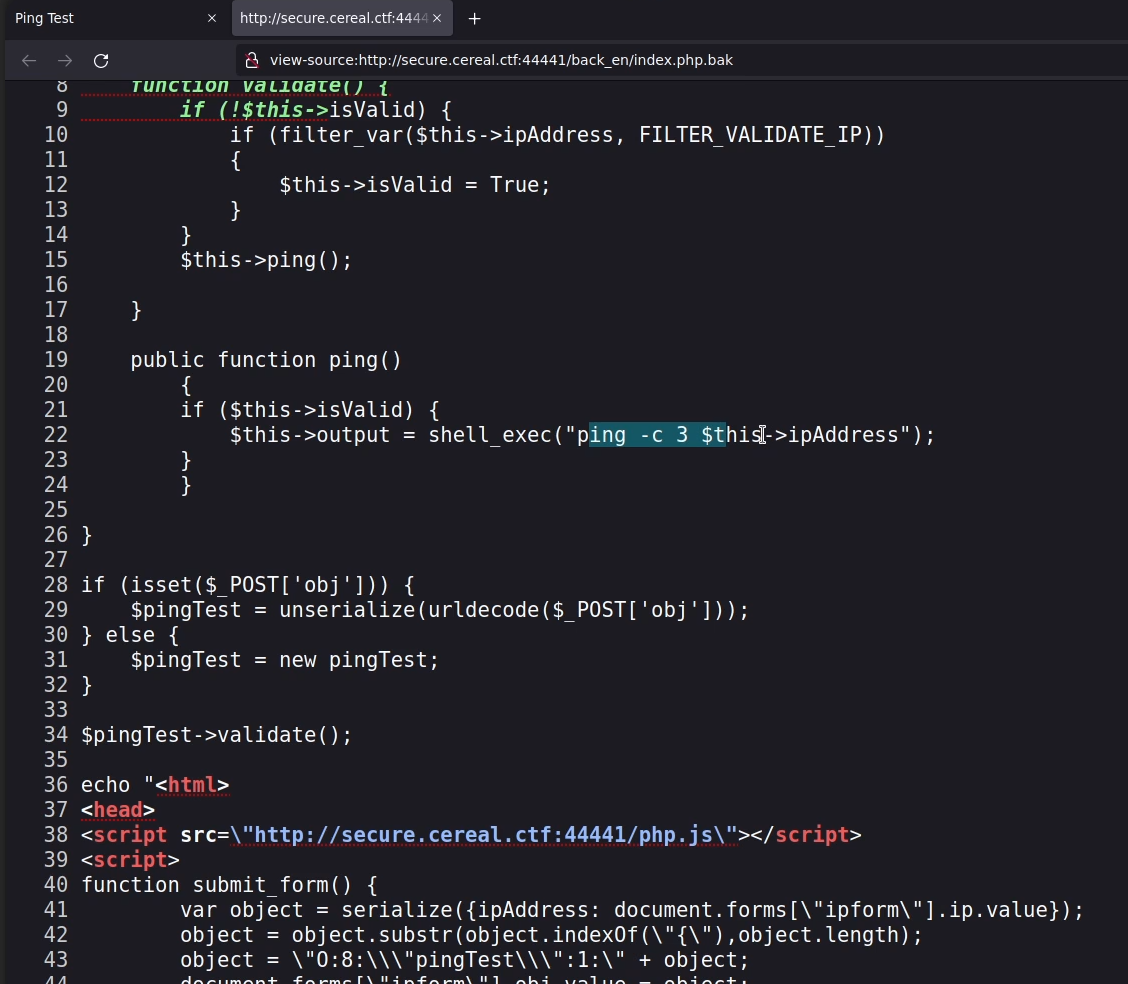 Ping Test
http://secure.cereal.ctf:4444
view-source:http://secure.cereal.ctf:44441/back_en/index.php.bak
8     function validate() {
9         if (!$this->isValid) {
10             if (filter_var($this->ipAddress, FILTER_VALIDATE_IP))
11             {
12                 $this->isValid = True;
13             }
14         }
15         $this->ping();
16
17     }
18
19     public function ping()
20         {
21         if ($this->isValid) {
22             $this->output = shell_exec("ping -c 3 $this->ipAddress");
23         }
24         }
25
26 }
27
28 if (isset($_POST['obj'])) {
29     $pingTest = unserialize(urldecode($_POST['obj']));
30 } else {
31     $pingTest = new pingTest;
32 }
33
34 $pingTest->validate();
35
36 echo "<html>
37 <head>
38 <script src=\"http://secure.cereal.ctf:44441/php.js\"></script>
39 <script>
40 function submit_form() {
41         var object = serialize({ipAddress: document.forms[\"ipform\"].ip.value});
42         object = object.substr(object.indexOf(\"{\"),object.length);
43         object = \"O:8:\\\"pingTest\\\":1:\" + object;
44         document.forms[\"ipform\"].obj.value = object;